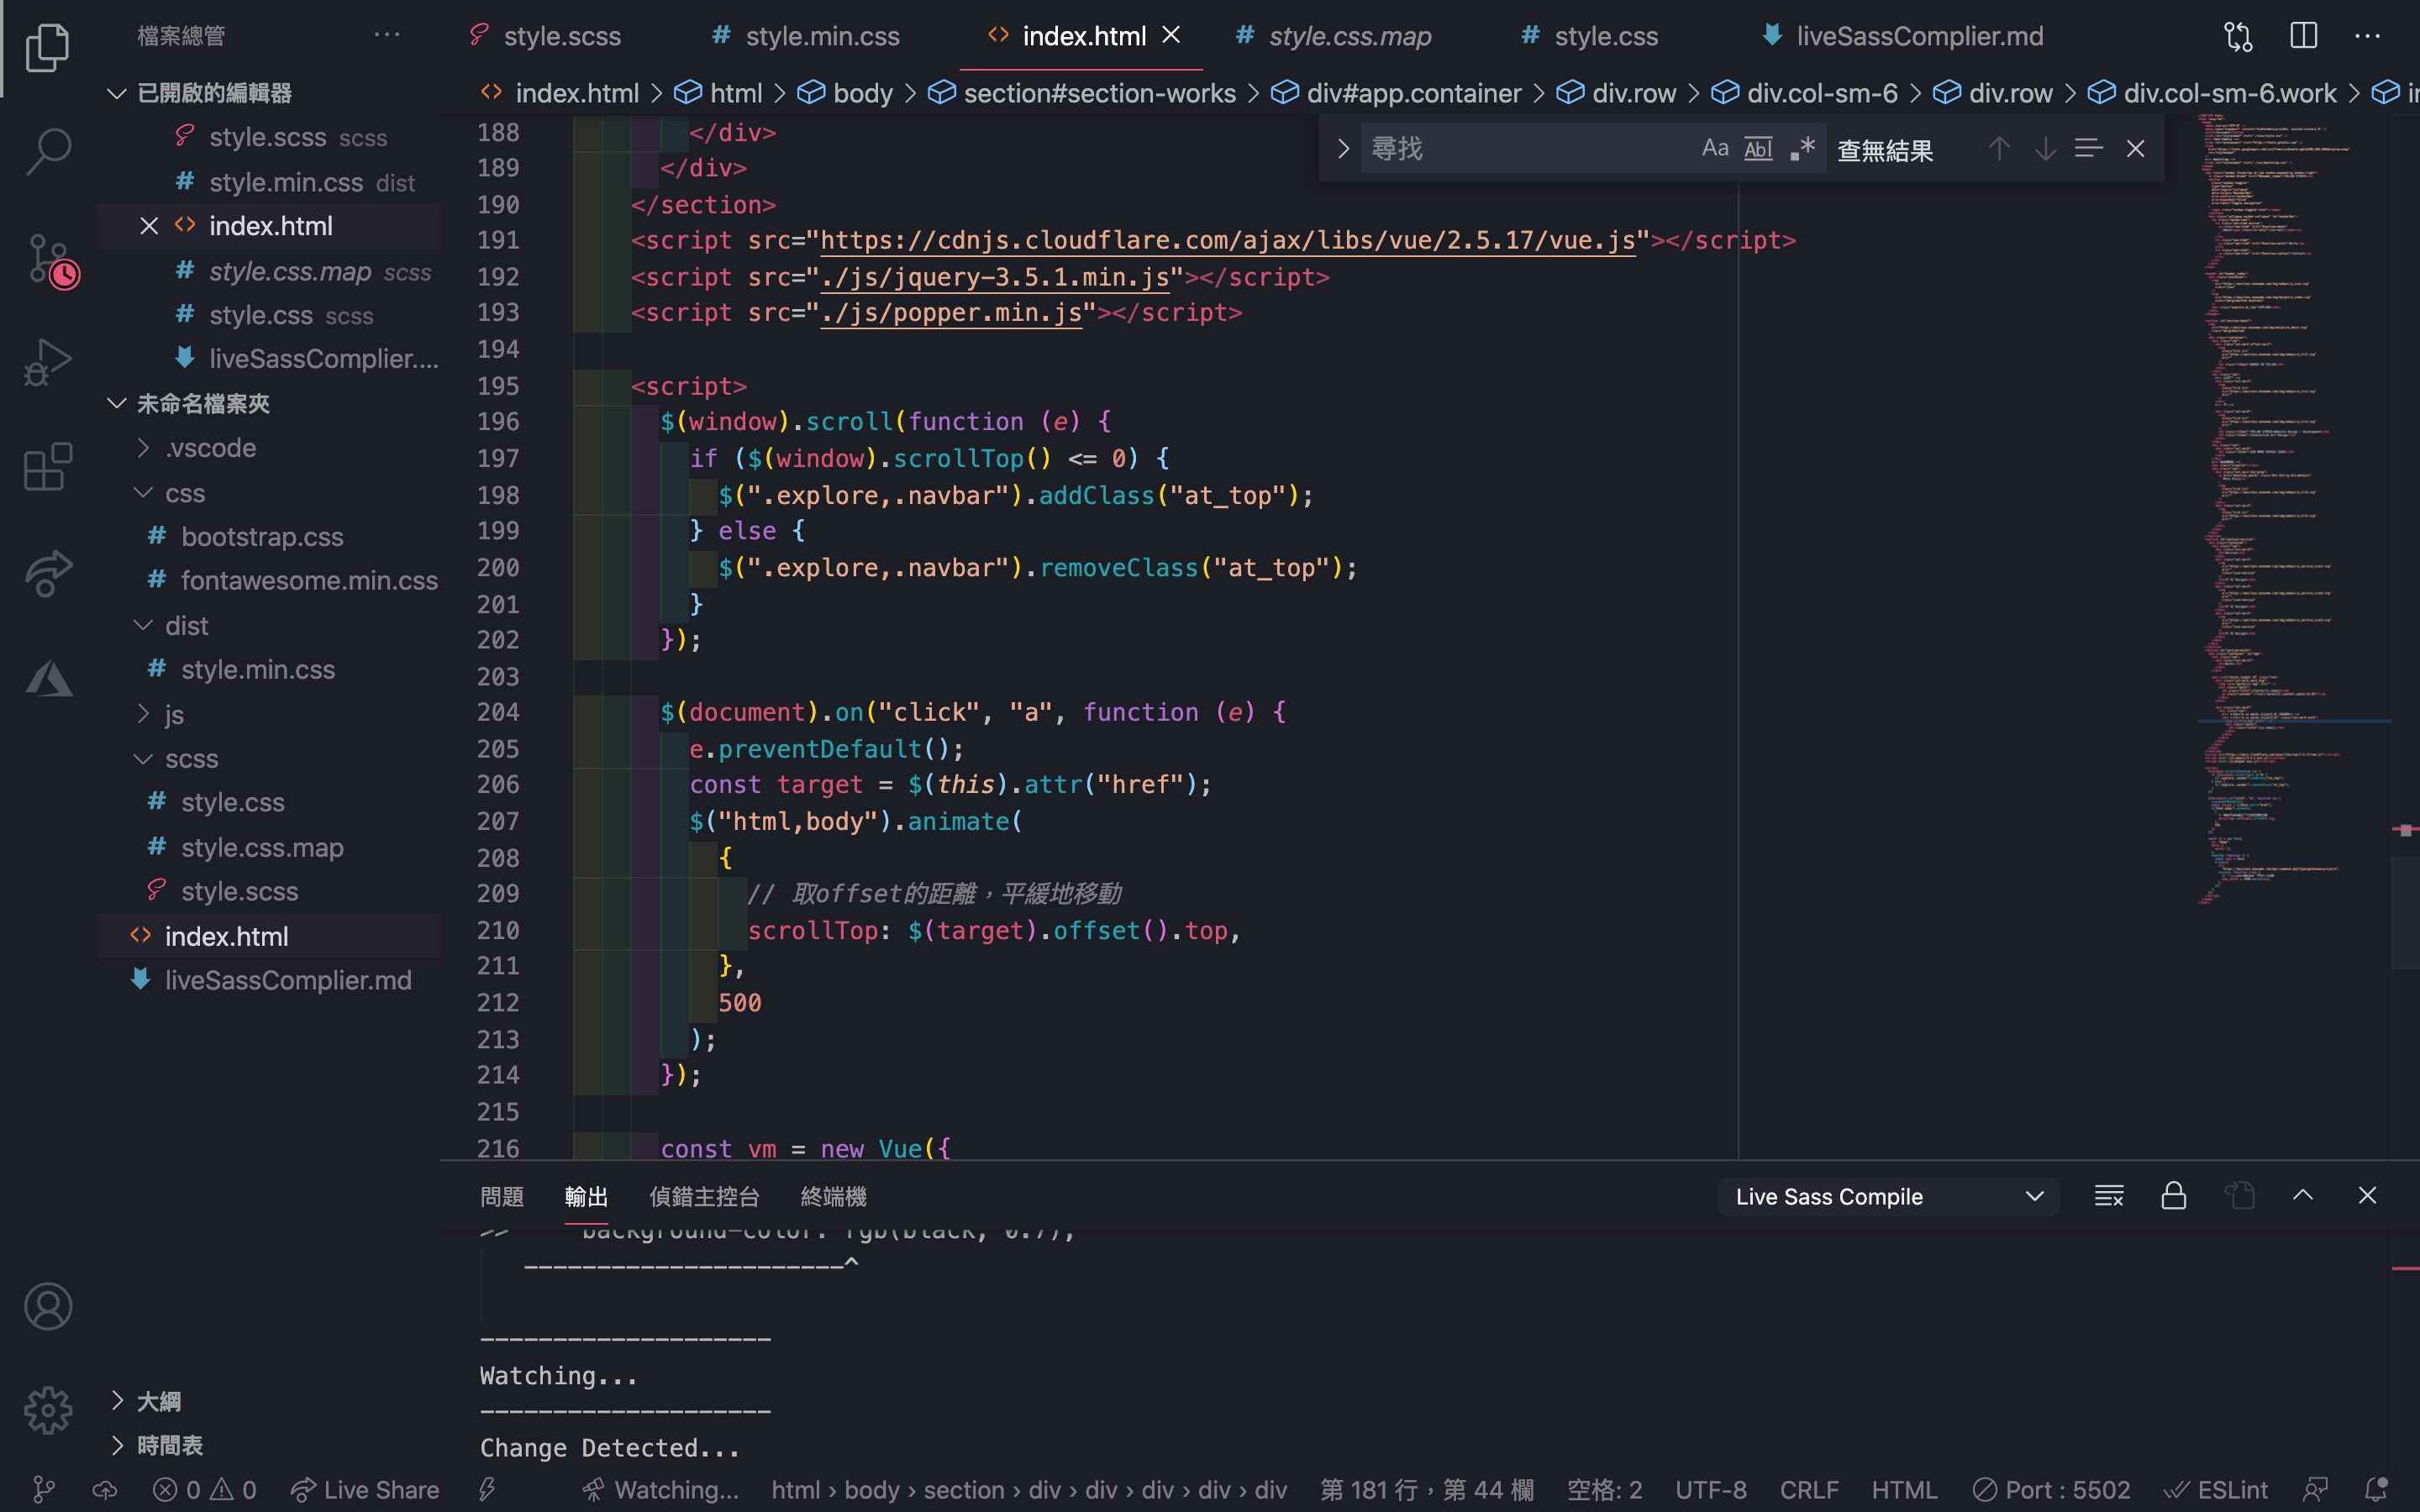 檔案總管
已開啟的編輯器
style.scss scss
style.min.css dist
index.html
style.css.map scss
style.css scss
liveSassComplier....
未命名檔案夾
.vscode
css
bootstrap.css
fontawesome.min.css
dist
style.min.css
js
scss
style.css
style.css.map
style.scss
index.html
liveSassComplier.md
大綱
時間表
style.scss style.min.css index.html style.css.map style.css liveSassComplier.md
index.html > html > body > section#section-works > div#app.container > div.row > div.col-sm-6 > div.row > div.col-sm-6.work >
尋找 Aa Abl .* 查無結果
188 </div>
189 </div>
190 </section>
191 <script src="https://cdnjs.cloudflare.com/ajax/libs/vue/2.5.17/vue.js"></script>
192 <script src="./js/jquery-3.5.1.min.js"></script>
193 <script src="./js/popper.min.js"></script>
194
195 <script>
196 $(window).scroll(function (e) {
197 if ($(window).scrollTop() <= 0) {
198 $(".explore,.navbar").addClass("at_top");
199 } else {
200 $(".explore,.navbar").removeClass("at_top");
201 }
202 });
203
204 $(document).on("click", "a", function (e) {
205 e.preventDefault();
206 const target = $(this).attr("href");
207 $("html,body").animate(
208 {
209 // 取offset的距離，平緩地移動
210 scrollTop: $(target).offset().top,
211 },
212 500
213 );
214 });
215
216 const vm = new Vue({
問題 輸出 偵錯主控台 終端機 Live Sass Compile
>> background-color: rgb(black, 0.7);
----------------------^
--------------------
Watching...
--------------------
Change Detected...
0 0 Live Share Watching... html › body › section › div › div › div › div › div 第 181 行，第 44 欄 空格: 2 UTF-8 CRLF HTML Port : 5502 ESLint